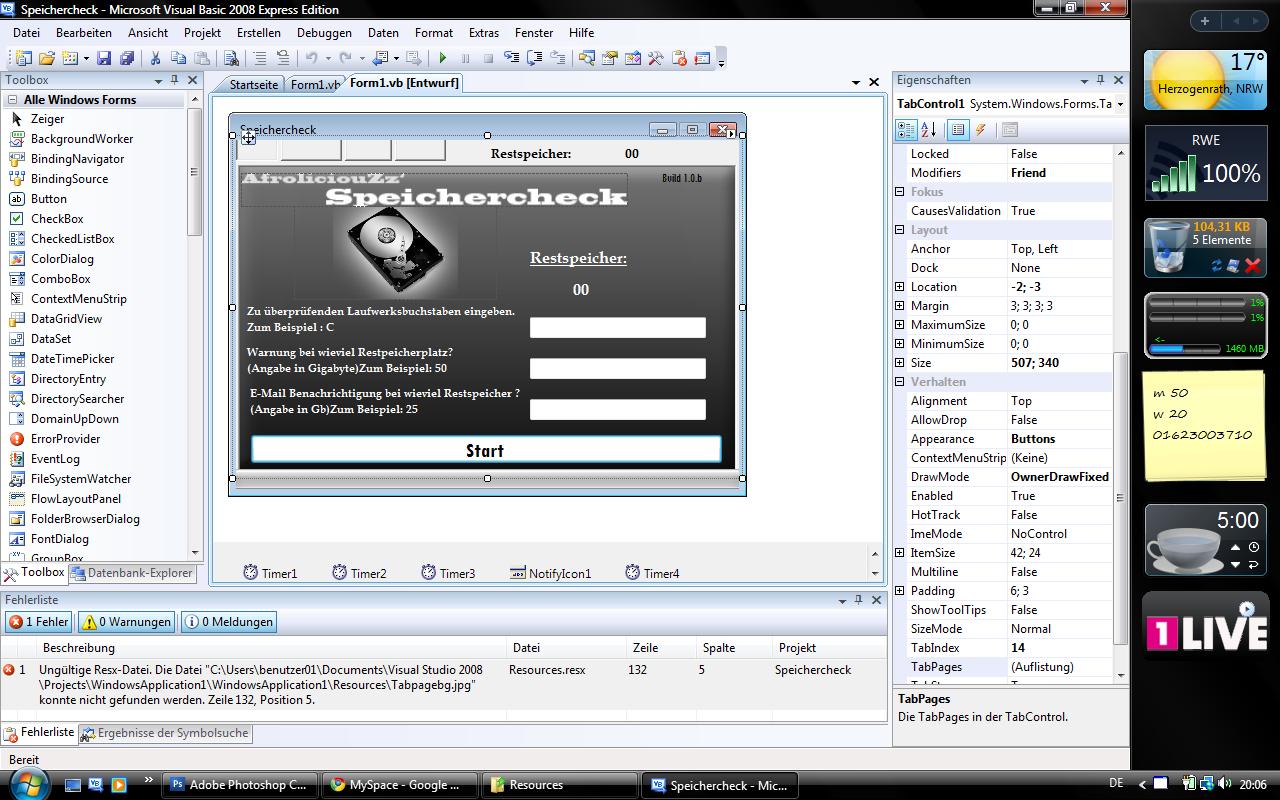 Speichercheck - Microsoft Visual Basic 2008 Express Edition
Datei Bearbeiten Ansicht Projekt Erstellen Debuggen Daten Format Extras Fenster Hilfe
Toolbox
Alle Windows Forms
Zeiger
BackgroundWorker
BindingNavigator
BindingSource
Button
CheckBox
CheckedListBox
ColorDialog
ComboBox
ContextMenuStrip
DataGridView
DataSet
DateTimePicker
DirectoryEntry
DirectorySearcher
DomainUpDown
ErrorProvider
EventLog
FileSystemWatcher
FlowLayoutPanel
FolderBrowserDialog
FontDialog
GroupBox
Toolbox Datenbank-Explorer
Startseite Form1.vb Form1.vb [Entwurf]
Speichercheck
Restspeicher: 00
AfroliciouZz´
Speichercheck
Build 1.0.b
Restspeicher:
00
Zu überprüfenden Laufwerksbuchstaben eingeben.
Zum Beispiel : C
Warnung bei wieviel Restpeicherplatz?
(Angabe in Gigabyte)Zum Beispiel: 50
E-Mail Benachrichtigung bei wieviel Restspeicher ?
(Angabe in Gb)Zum Beispiel: 25
Start
Timer1 Timer2 Timer3 NotifyIcon1 Timer4
Eigenschaften
TabControl1 System.Windows.Forms.Ta
Locked False
Modifiers Friend
Fokus
CausesValidation True
Layout
Anchor Top, Left
Dock None
Location -2; -3
Margin 3; 3; 3; 3
MaximumSize 0; 0
MinimumSize 0; 0
Size 507; 340
Verhalten
Alignment Top
AllowDrop False
Appearance Buttons
ContextMenuStrip (Keine)
DrawMode OwnerDrawFixed
Enabled True
HotTrack False
ImeMode NoControl
ItemSize 42; 24
Multiline False
Padding 6; 3
ShowToolTips False
SizeMode Normal
TabIndex 14
TabPages (Auflistung)
TabPages
Die TabPages in der TabControl.
Fehlerliste
1 Fehler 0 Warnungen 0 Meldungen
Beschreibung Datei Zeile Spalte Projekt
1 Ungültige Resx-Datei. Die Datei "C:\Users\benutzer01\Documents\Visual Studio 2008 Resources.resx 132 5 Speichercheck
\Projects\WindowsApplication1\WindowsApplication1\Resources\Tabpagebg.jpg"
konnte nicht gefunden werden. Zeile 132, Position 5.
Fehlerliste Ergebnisse der Symbolsuche
Bereit
Adobe Photoshop C... MySpace - Google ... Resources Speichercheck - Mic...
DE 20:06
17°
Herzogenrath, NRW
RWE
100%
104,31 KB
5 Elemente
1%
1%
1460 MB
m 50
w 20
01623003710
5:00
1 LIVE